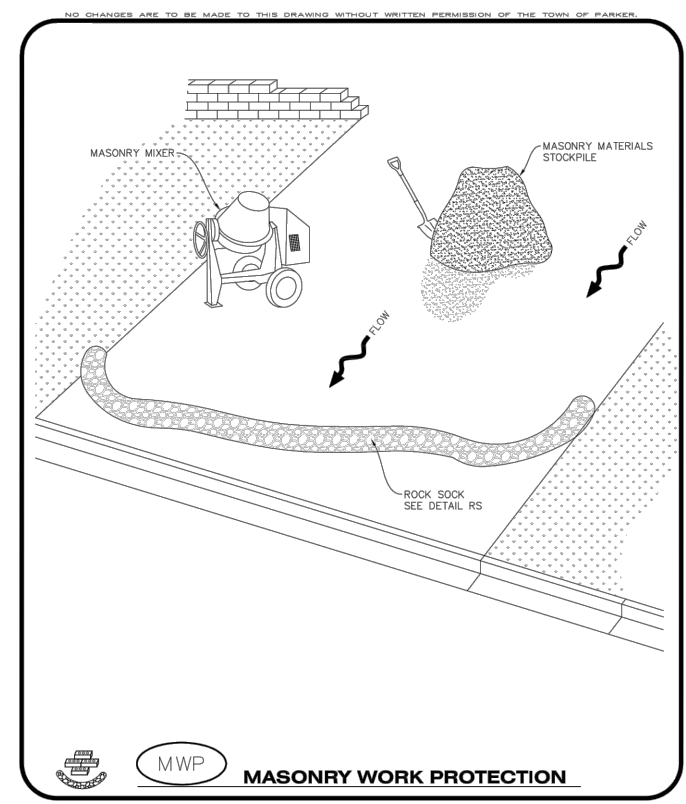 NO CHANGES ARE TO BE MADE TO THIS DRAWING WITHOUT WRITTEN PERMISSION OF THE TOWN OF PARKER.
MASONRY MIXER
MASONRY MATERIALS
STOCKPILE
FLOW
FLOW
ROCK SOCK
SEE DETAIL RS
MWP
MASONRY WORK PROTECTION